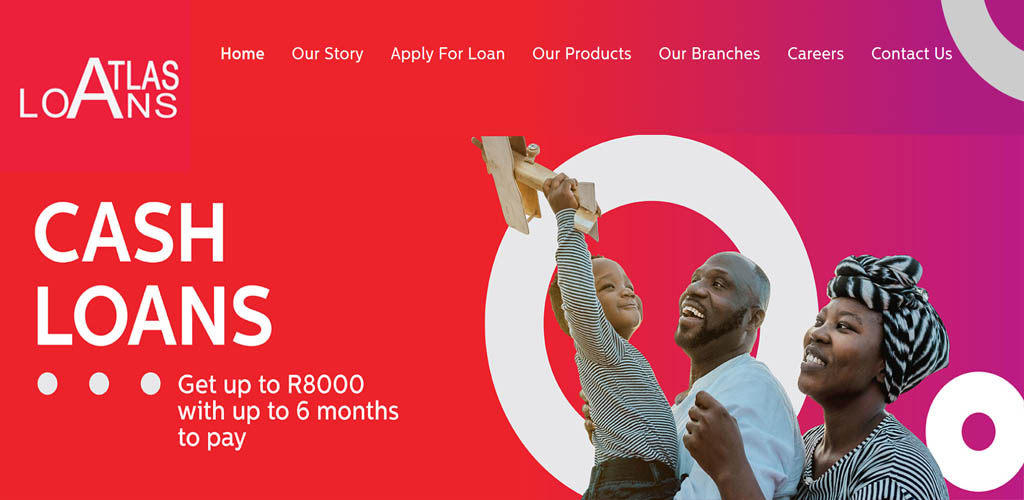 ATLAS
LOANS
Home Our Story Apply For Loan Our Products Our Branches Careers Contact Us
CASH
LOANS
Get up to R8000
with up to 6 months
to pay